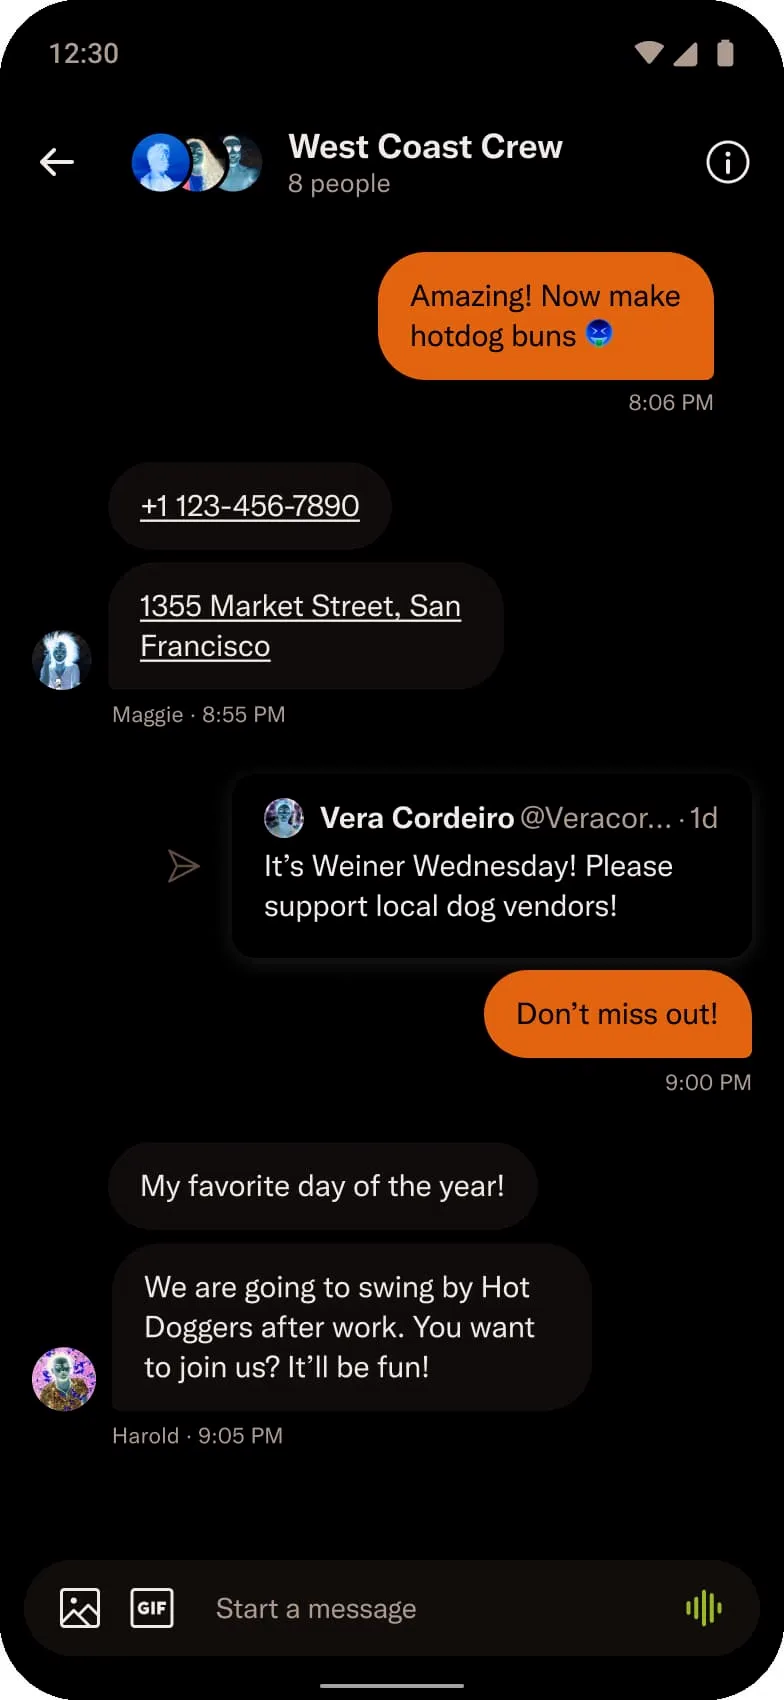 12:30
West Coast Crew
8 people
Amazing! Now make
hotdog buns
8:06 PM
+1 123-456-7890
1355 Market Street, San
Francisco
Maggie · 8:55 PM
Vera Cordeiro @Veracor... · 1d
It’s Weiner Wednesday! Please
support local dog vendors!
Don’t miss out!
9:00 PM
My favorite day of the year!
We are going to swing by Hot
Doggers after work. You want
to join us? It’ll be fun!
Harold · 9:05 PM
GIF
Start a message